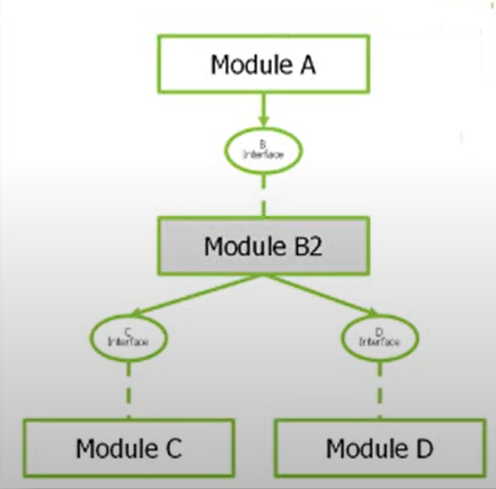 Module A
B
Interface
Module B2
C
Interface
D
Interface
Module C
Module D